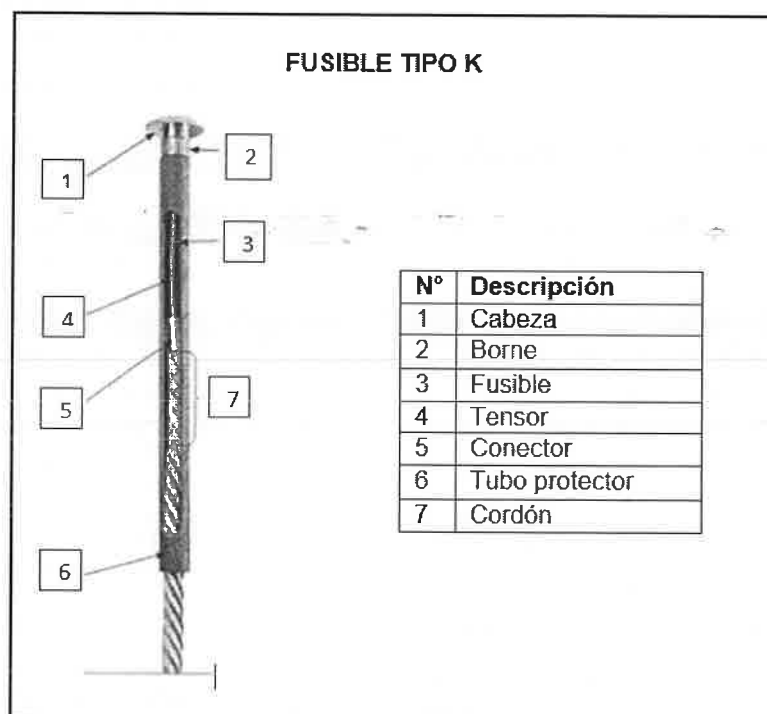 FUSIBLE TIPO K
1
2
3
4
5
7
6
Nº Descripción
1 Cabeza
2 Borne
3 Fusible
4 Tensor
5 Conector
6 Tubo protector
7 Cordón